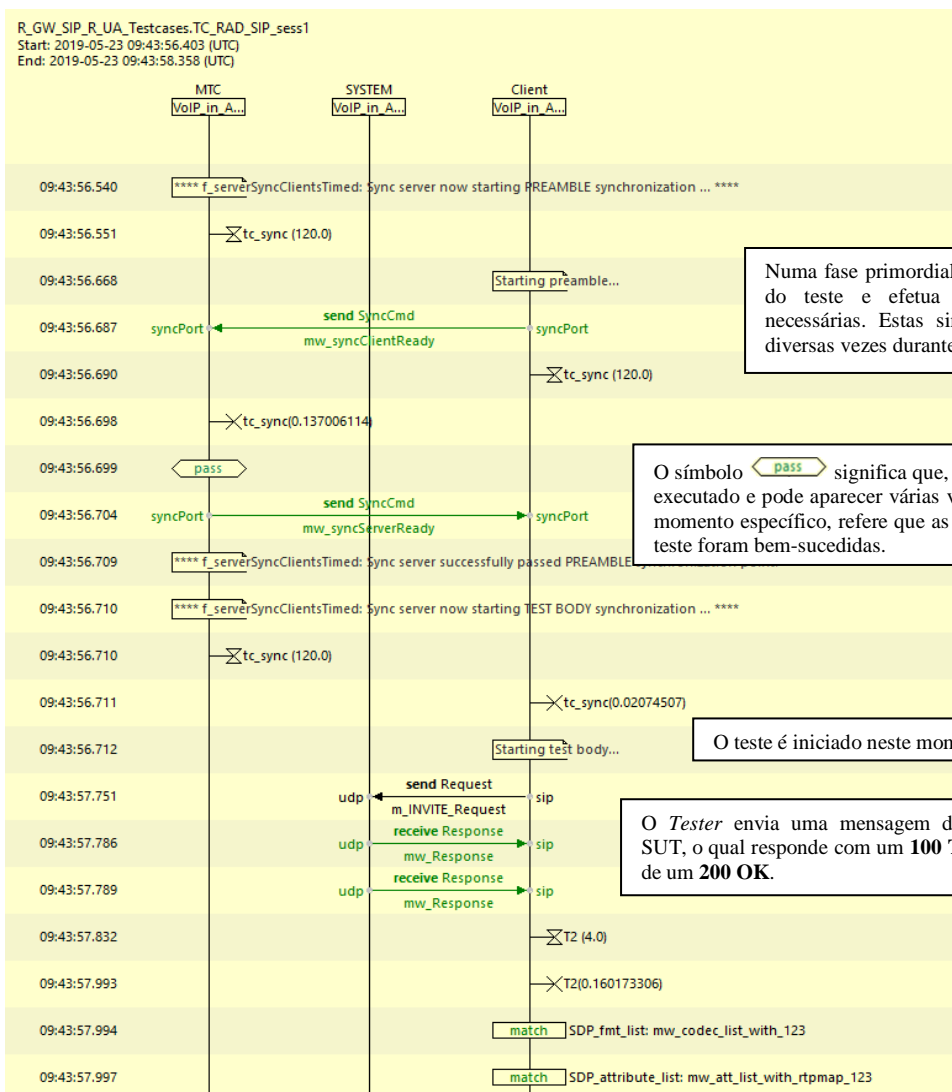 R_GW_SIP_R_UA_Testcases.TC_RAD_SIP_sess1
Start: 2019-05-23 09:43:56.403 (UTC)
End: 2019-05-23 09:43:58.358 (UTC)
MTC SYSTEM Client
VoIP_in_A... VoIP_in_A... VoIP_in_A...
09:43:56.540 **** f_serverSyncClientsTimed: Sync server now starting PREAMBLE synchronization ... ****
09:43:56.551 tc_sync (120.0)
09:43:56.668 Starting preamble...
Numa fase primordial
do teste e efetua
necessárias. Estas
diversas vezes durante
send SyncCmd
09:43:56.687 syncPort syncPort
mw_syncClientReady
09:43:56.690 tc_sync (120.0)
09:43:56.698 tc_sync(0.137006114)
09:43:56.699 pass
O símbolo pass significa que,
executado e pode aparecer várias
momento específico, refere que as
teste foram bem-sucedidas.
send SyncCmd
09:43:56.704 syncPort syncPort
mw_syncServerReady
09:43:56.709 **** f_serverSyncClientsTimed: Sync server successfully passed PREAMBLE
09:43:56.710 **** f_serverSyncClientsTimed: Sync server now starting TEST BODY synchronization ... ****
09:43:56.710 tc_sync (120.0)
09:43:56.711 tc_sync(0.02074507)
09:43:56.712 Starting test body...
O teste é iniciado neste
send Request
09:43:57.751 udp sip
m_INVITE_Request
receive Response
09:43:57.786 udp sip
mw_Response
receive Response
09:43:57.789 udp sip
mw_Response
O Tester envia uma mensagem
SUT, o qual responde com um 100
de um 200 OK.
09:43:57.832 T2 (4.0)
09:43:57.993 T2(0.160173306)
09:43:57.994 match SDP_fmt_list: mw_codec_list_with_123
09:43:57.997 match SDP_attribute_list: mw_att_list_with_rtpmap_123